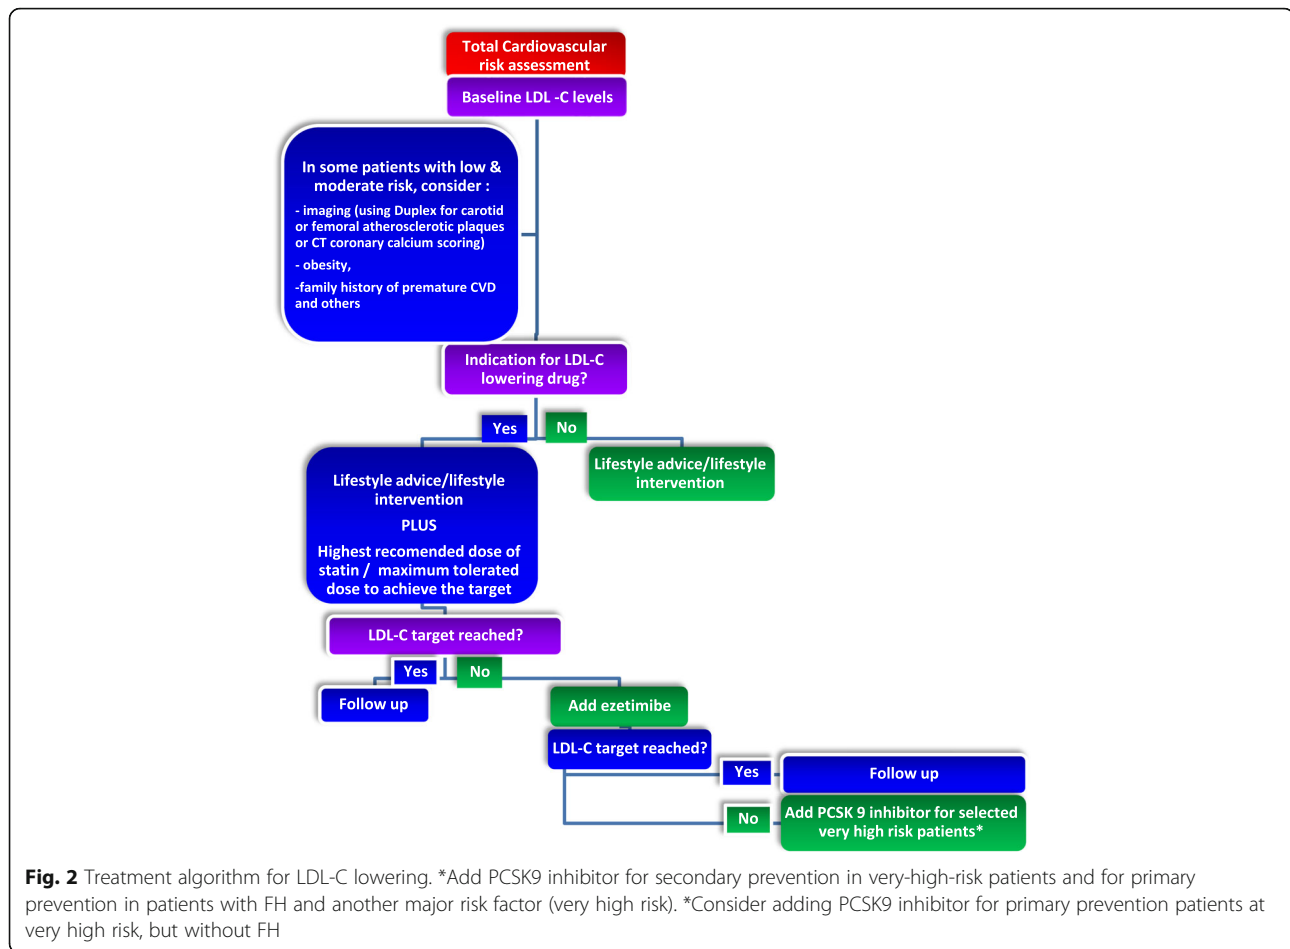 Total Cardiovascular
risk assessment
Baseline LDL -C levels
In some patients with low &
moderate risk, consider :
- imaging (using Duplex for carotid
or femoral atherosclerotic plaques
or CT coronary calcium scoring)
- obesity,
-family history of premature CVD
and others
Indication for LDL-C
lowering drug?
Yes
No
Lifestyle advice/lifestyle
intervention
PLUS
Highest recomended dose of
statin / maximum tolerated
dose to achieve the target
Lifestyle advice/lifestyle
intervention
LDL-C target reached?
Yes
No
Follow up
Add ezetimibe
LDL-C target reached?
Yes
Follow up
No
Add PCSK 9 inhibitor for selected
very high risk patients*
Fig. 2 Treatment algorithm for LDL-C lowering. *Add PCSK9 inhibitor for secondary prevention in very-high-risk patients and for primary
prevention in patients with FH and another major risk factor (very high risk). *Consider adding PCSK9 inhibitor for primary prevention patients at
very high risk, but without FH